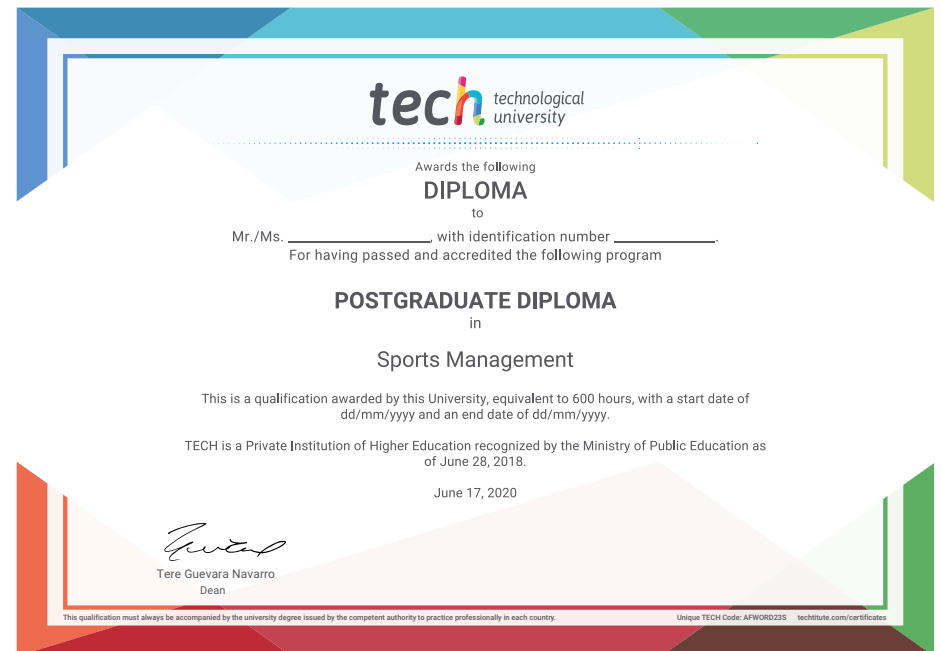 tech technological
university
Awards the following
DIPLOMA
to
Mr./Ms. ____________________, with identification number ______________.
For having passed and accredited the following program
POSTGRADUATE DIPLOMA
in
Sports Management
This is a qualification awarded by this University, equivalent to 600 hours, with a start date of
dd/mm/yyyy and an end date of dd/mm/yyyy.
TECH is a Private Institution of Higher Education recognized by the Ministry of Public Education as
of June 28, 2018.
June 17, 2020
Tere Guevara Navarro
Dean
This qualification must always be accompanied by the university degree issued by the competent authority to practice professionally in each country. Unique TECH Code: AFWORD23S techtitute.com/certificates